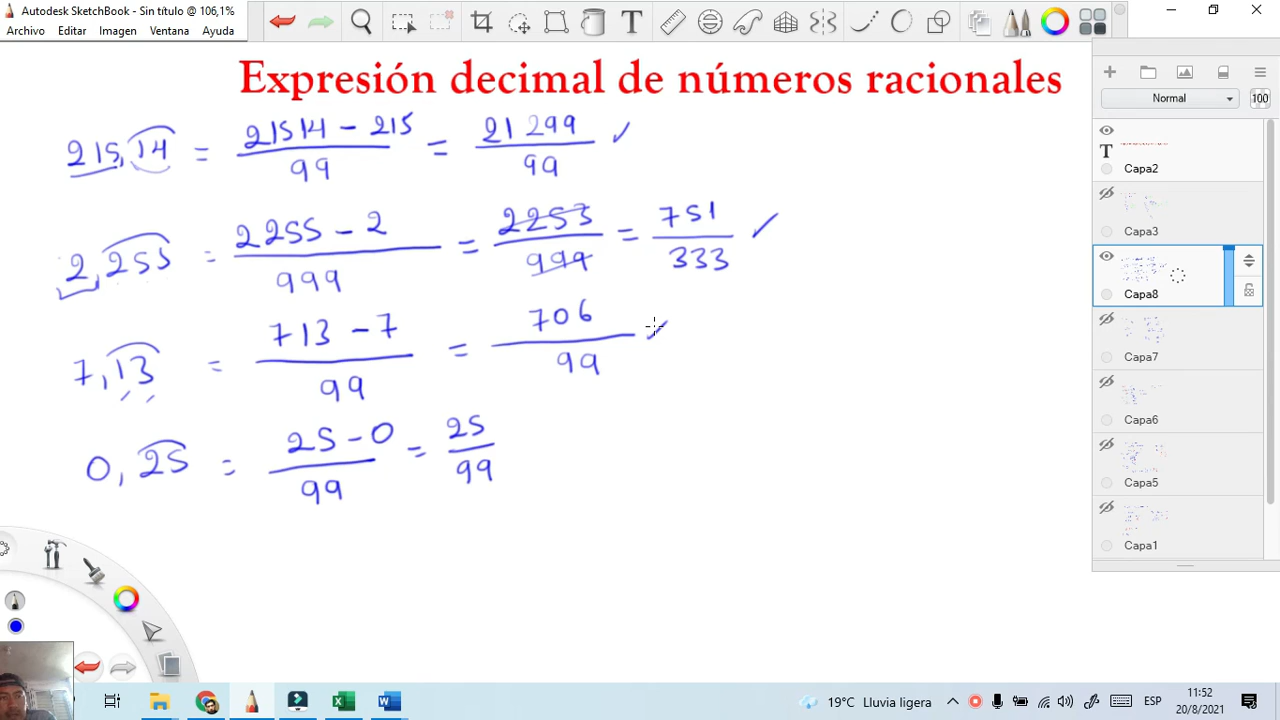 Autodesk SketchBook - Sin título @ 106,1%
Archivo Editar Imagen Ventana Ayuda
T
Expresión decimal de números racionales
215,14 = 21514 - 215 / 99 = 21 299 / 99 ✓
2,255 = 2255 - 2 / 999 = 2253 / 999 = 751 / 333 ✓
7,13 = 713 - 7 / 99 = 706 / 99 ✓
0,25 = 25 - 0 / 99 = 25 / 99
Normal
100
T
Capa2
Capa3
Capa8
Capa7
Capa6
Capa5
Capa1
19°C Lluvia ligera
ESP
11:52
20/8/2021